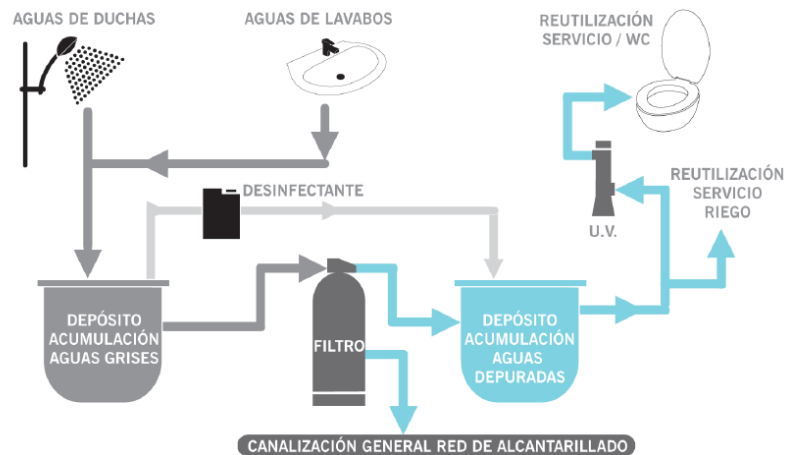 AGUAS DE DUCHAS
AGUAS DE LAVABOS
REUTILIZACIÓN
SERVICIO / WC
DESINFECTANTE
U.V.
REUTILIZACIÓN
SERVICIO
RIEGO
DEPÓSITO
ACUMULACIÓN
AGUAS GRISES
FILTRO
DEPÓSITO
ACUMULACIÓN
AGUAS
DEPURADAS
CANALIZACIÓN GENERAL RED DE ALCANTARILLADO